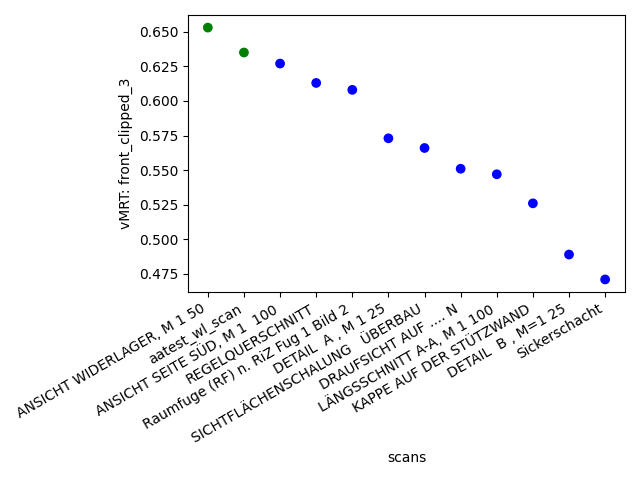 vMRT: front_clipped_3
0.650
0.625
0.600
0.575
0.550
0.525
0.500
0.475
ANSICHT WIDERLAGER, M 1 50
aatest_wl_scan
ANSICHT SEITE SÜD, M 1  100
REGELQUERSCHNITT
Raumfuge (RF) n. RiZ Fug 1 Bild 2
DETAIL  A , M 1 25
SICHTFLÄCHENSCHALUNG   ÜBERBAU
DRAUFSICHT AUF .... N
LÄNGSSCHNITT A-A, M 1 100
KAPPE AUF DER STÜTZWAND
DETAIL  B , M=1 25
Sickerschacht
scans